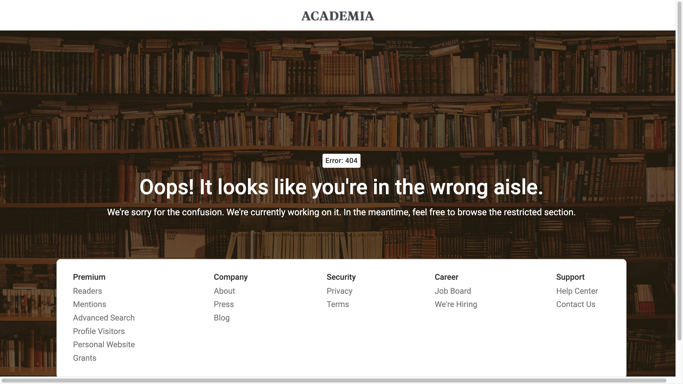 ACADEMIA
Error: 404
Oops! It looks like you're in the wrong aisle.
We're sorry for the confusion. We're currently working on it. In the meantime, feel free to browse the restricted section.
Premium
Readers
Mentions
Advanced Search
Profile Visitors
Personal Website
Grants
Company
About
Press
Blog
Security
Privacy
Terms
Career
Job Board
We're Hiring
Support
Help Center
Contact Us